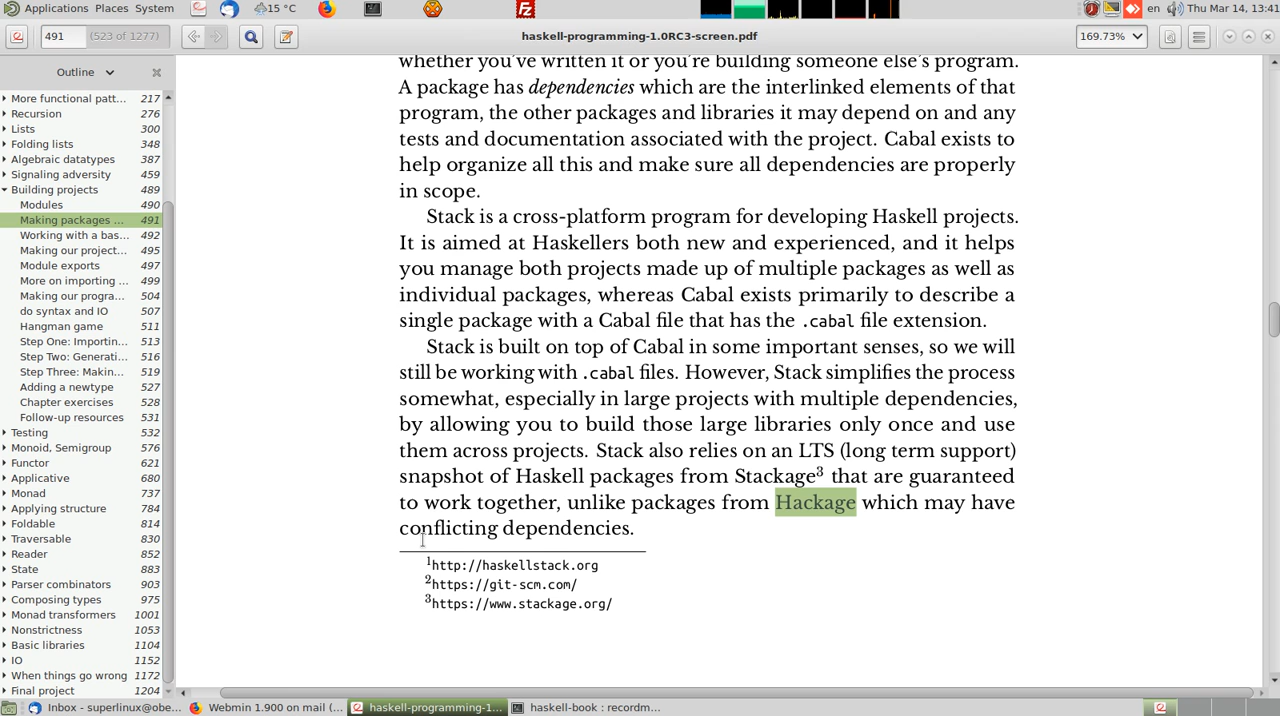 Applications Places System 15 °C en Thu Mar 14, 13:41
491 (523 of 1277) haskell-programming-1.0RC3-screen.pdf 169.73%
Outline
More functional patt... 217
Recursion 276
Lists 300
Folding lists 348
Algebraic datatypes 387
Signaling adversity 459
Building projects 489
Modules 490
Making packages ... 491
Working with a bas... 492
Making our project... 495
Module exports 497
More on importing ... 499
Making our progra... 504
do syntax and IO 507
Hangman game 511
Step One: Importin... 513
Step Two: Generati... 516
Step Three: Makin... 518
Adding a newtype 527
Chapter exercises 528
Follow-up resources 531
Testing 532
Monoid, Semigroup 576
Functor 621
Applicative 680
Monad 737
Applying structure 784
Foldable 814
Traversable 830
Reader 852
State 883
Parser combinators 903
Composing types 975
Monad transformers 1001
Nonstrictness 1053
Basic libraries 1104
IO 1152
When things go wrong 1172
Final project 1204
whether you've written it or you're building someone else's program.
A package has dependencies which are the interlinked elements of that
program, the other packages and libraries it may depend on and any
tests and documentation associated with the project. Cabal exists to
help organize all this and make sure all dependencies are properly
in scope.
Stack is a cross-platform program for developing Haskell projects.
It is aimed at Haskellers both new and experienced, and it helps
you manage both projects made up of multiple packages as well as
individual packages, whereas Cabal exists primarily to describe a
single package with a Cabal file that has the .cabal file extension.
Stack is built on top of Cabal in some important senses, so we will
still be working with .cabal files. However, Stack simplifies the process
somewhat, especially in large projects with multiple dependencies,
by allowing you to build those large libraries only once and use
them across projects. Stack also relies on an LTS (long term support)
snapshot of Haskell packages from Stackage³ that are guaranteed
to work together, unlike packages from Hackage which may have
conflicting dependencies.
¹http://haskellstack.org
²https://git-scm.com/
³https://www.stackage.org/
Inbox - superlinux@obe... Webmin 1.900 on mail (... haskell-programming-1... haskell-book : recordm...